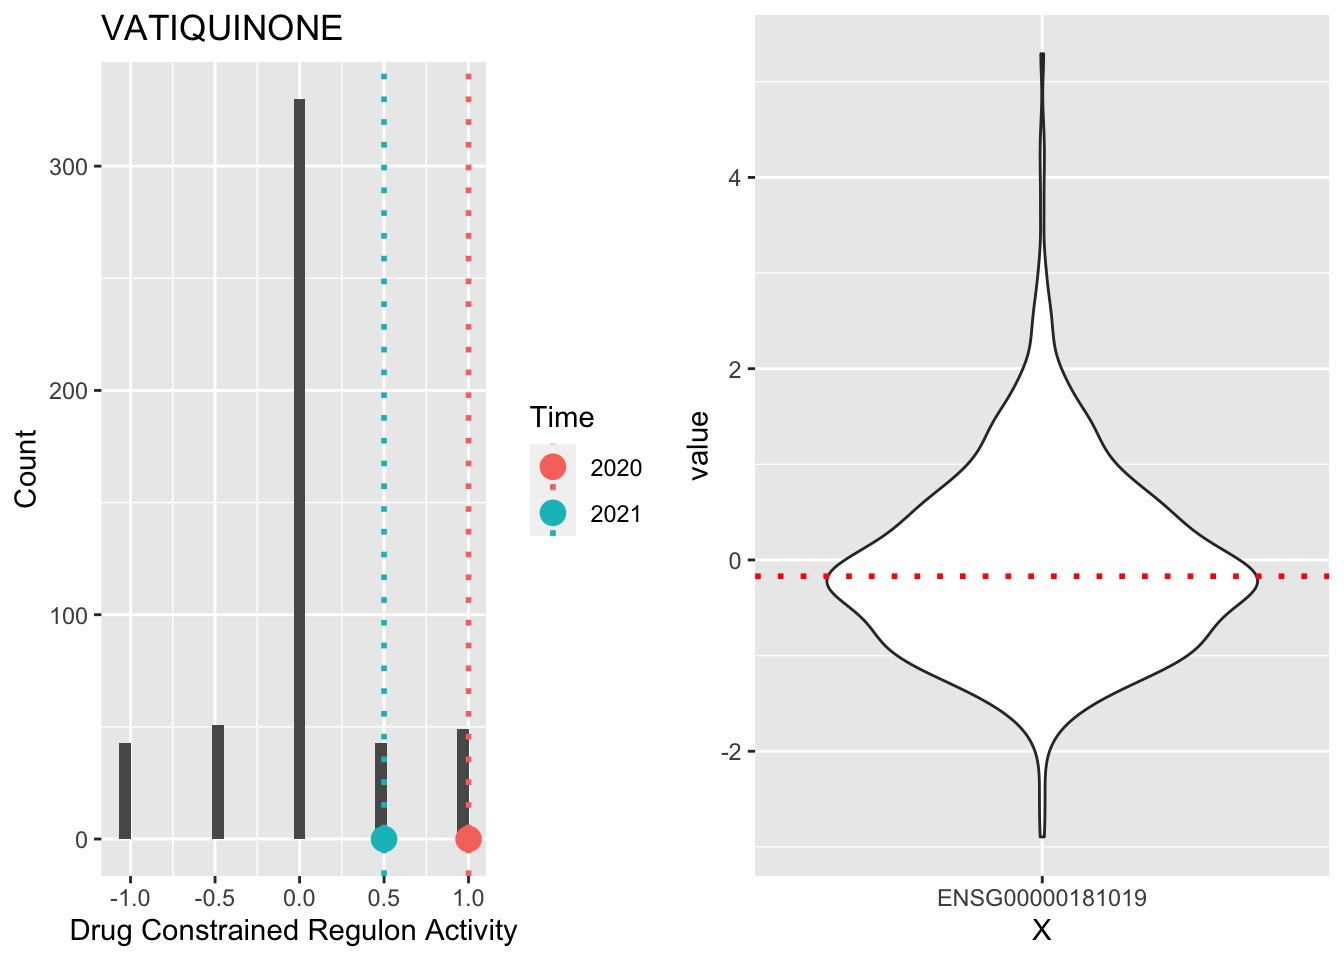 VATIQUINONE
300
200
100
0
Count
-1.0 -0.5 0.0 0.5 1.0
Drug Constrained Regulon Activity
Time
2020
2021
4
2
0
-2
value
ENSG00000181019
X